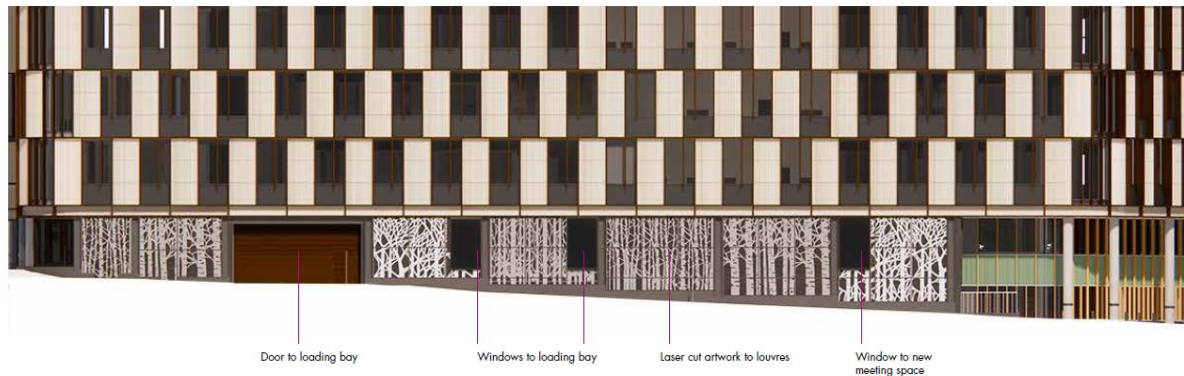 Door to loading bay
Windows to loading bay
Laser cut artwork to louvres
Window to new
meeting space